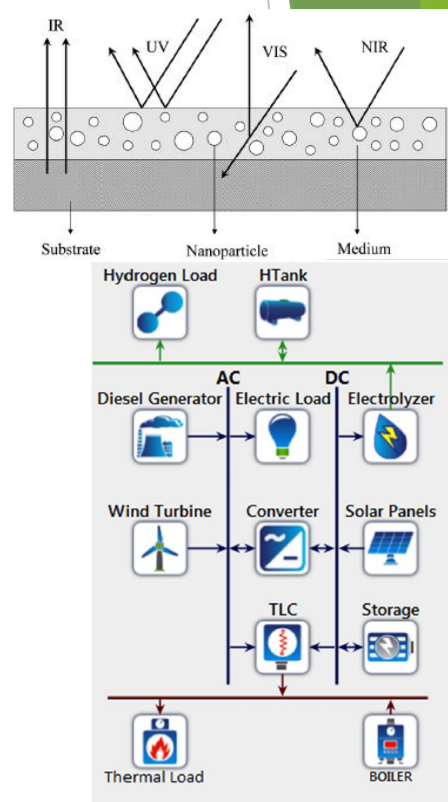 IR
UV
VIS
NIR
Substrate
Nanoparticle
Medium
Hydrogen Load
HTank
AC
DC
Diesel Generator
Electric Load
Electrolyzer
Wind Turbine
Converter
Solar Panels
TLC
Storage
Thermal Load
BOILER